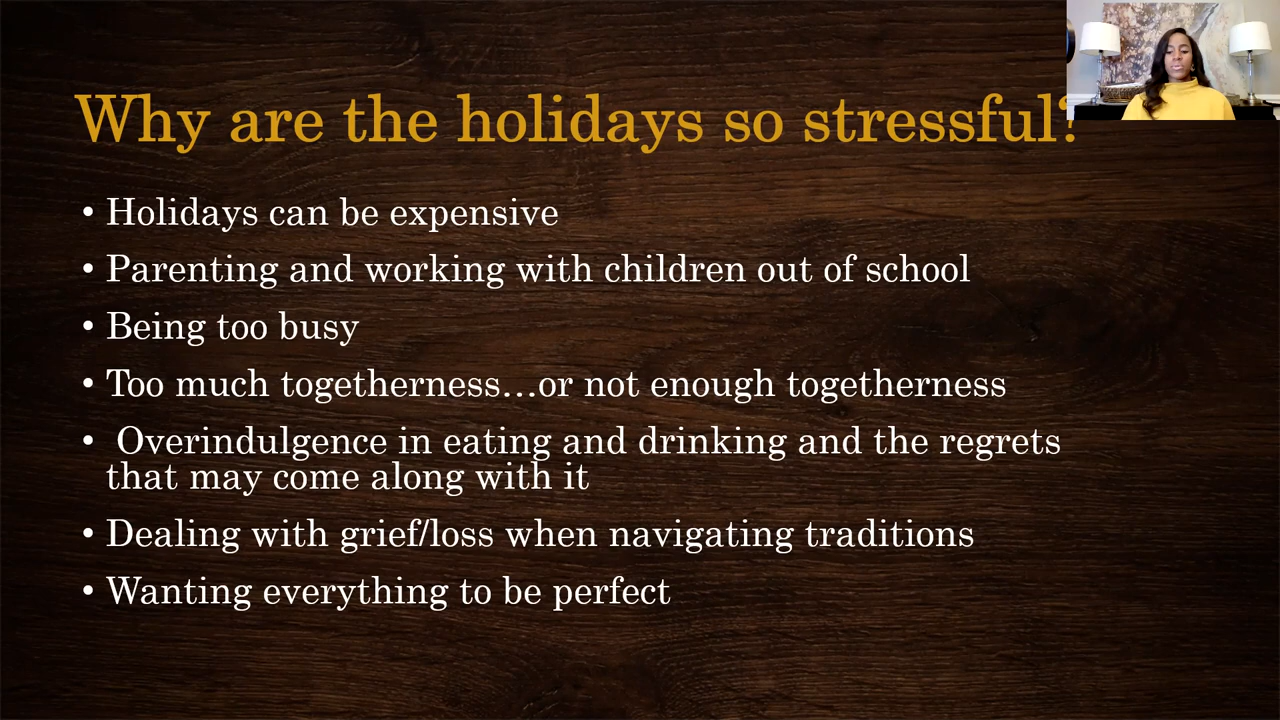 Why are the holidays so stressful?
• Holidays can be expensive
• Parenting and working with children out of school
• Being too busy
• Too much togetherness…or not enough togetherness
• Overindulgence in eating and drinking and the regrets
that may come along with it
• Dealing with grief/loss when navigating traditions
• Wanting everything to be perfect